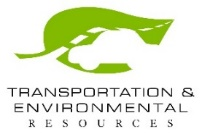 TRANSPORTATION &
ENVIRONMENTAL
RESOURCES